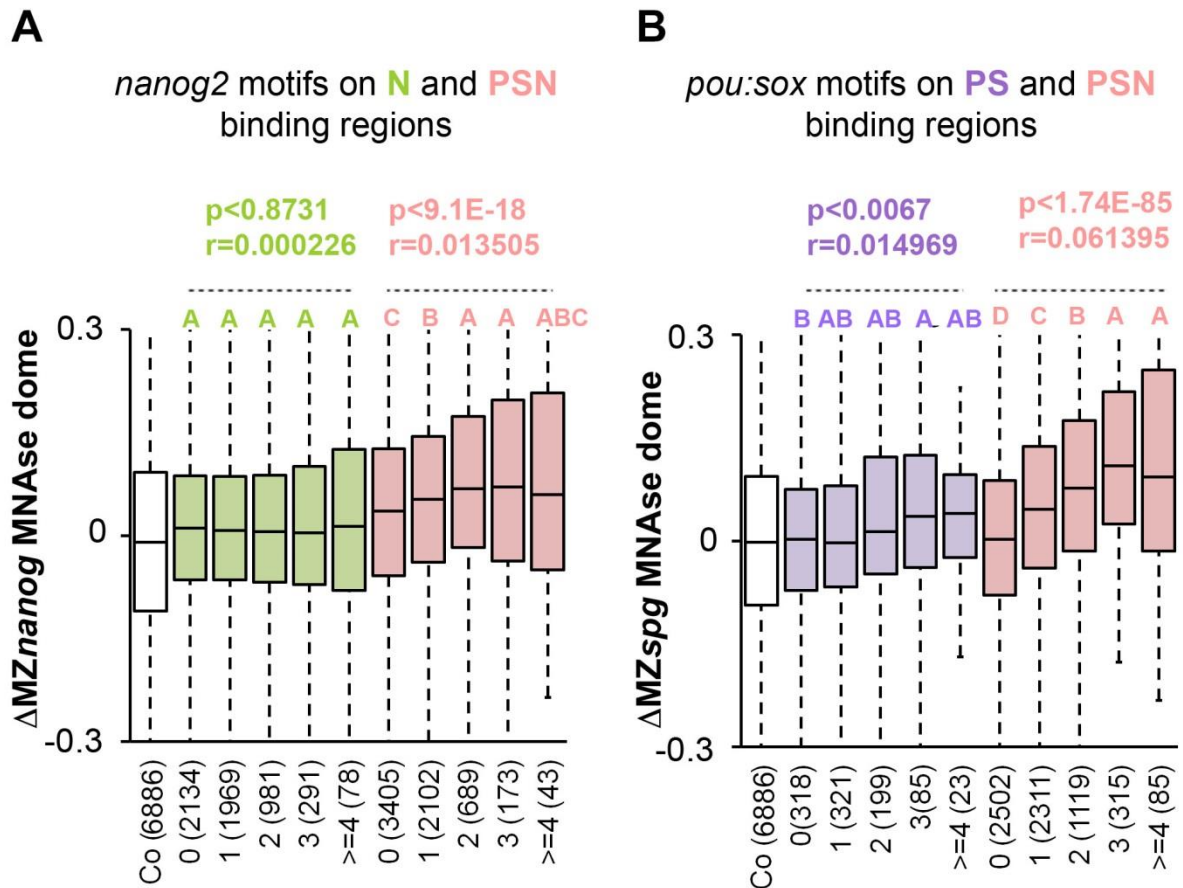 A
nanog2 motifs on N and PSN
binding regions
p<0.8731
r=0.000226
p<9.1E-18
r=0.013505
A A A A A C B A A ABC
0.3
0
-0.3
ΔMZnanog MNAse dome
Co (6886)
0 (2134)
1 (1969)
2 (981)
3 (291)
>=4 (78)
0 (3405)
1 (2102)
2 (689)
3 (173)
>=4 (43)
B
pou:sox motifs on PS and PSN
binding regions
p<0.0067
r=0.014969
p<1.74E-85
r=0.061395
B AB AB A AB D C B A A
0.3
0
-0.3
ΔMZspg MNAse dome
Co (6886)
0(318)
1 (321)
2 (199)
3(85)
>=4 (23)
0 (2502)
1 (2311)
2 (1119)
3 (315)
>=4 (85)